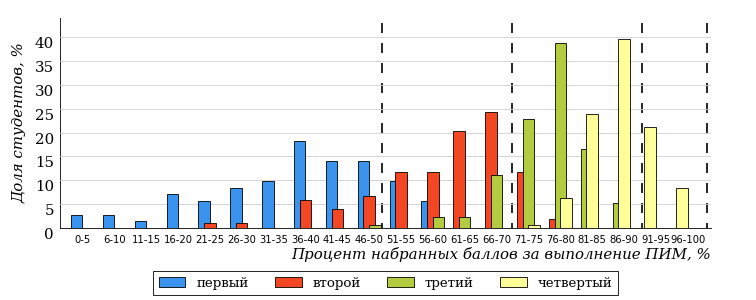 Доля студентов, %
40
35
30
25
20
15
10
5
0
0-5 6-10 11-15 16-20 21-25 26-30 31-35 36-40 41-45 46-50 51-55 56-60 61-65 66-70 71-75 76-80 81-85 86-90 91-95 96-100
Процент набранных баллов за выполнение ПИМ, %
первый второй третий четвертый